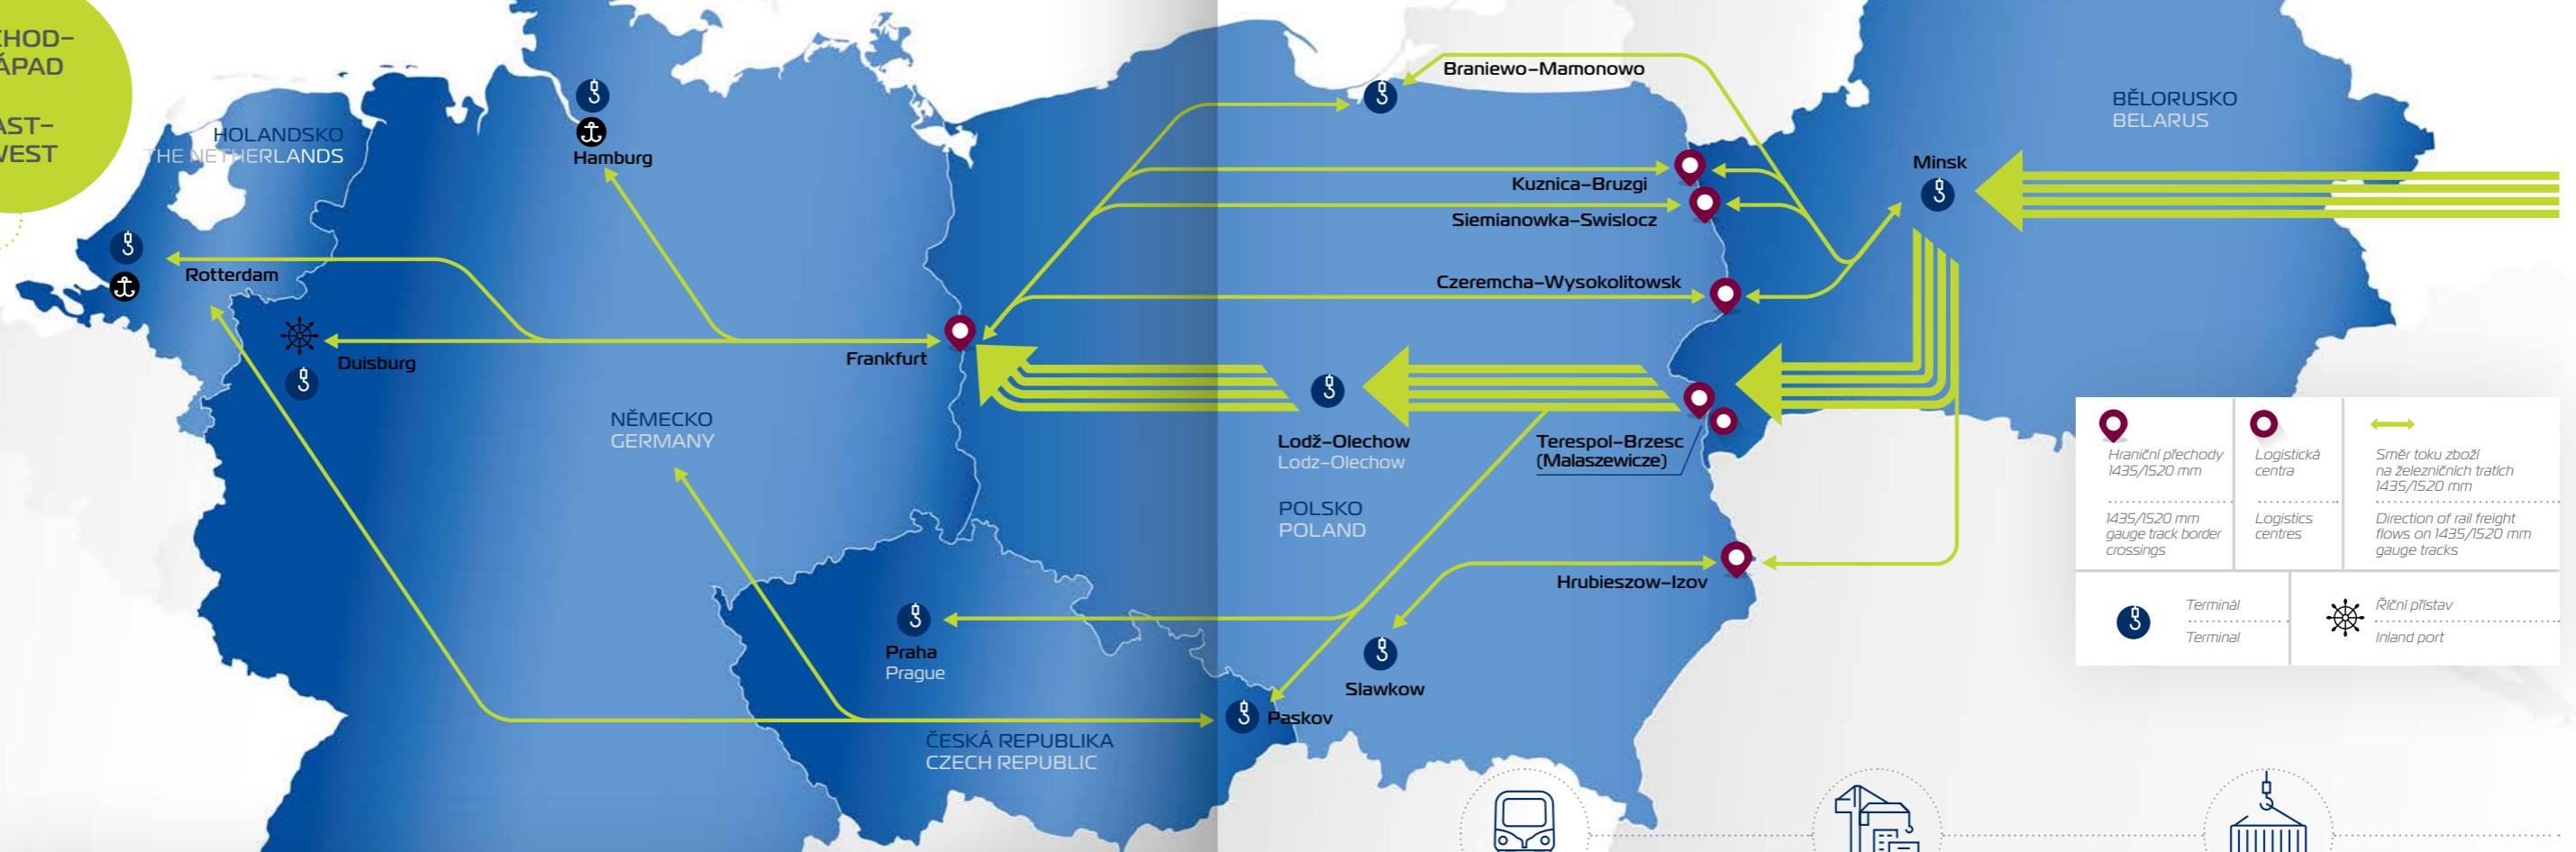 HOLANDSKO
THE NETHERLANDS
Hamburg
Rotterdam
Duisburg
Frankfurt
NĚMECKO
GERMANY
Praha
Prague
ČESKÁ REPUBLIKA
CZECH REPUBLIC
Paskov
Slawkow
Braniewo–Mamonowo
Kuznica–Bruzgi
Siemianowka–Swislocz
Czeremcha–Wysokolitowsk
Lodž–Olechow
Lodz–Olechow
Terespol–Brzesc
(Malaszewicze)
POLSKO
POLAND
Hrubieszow–Izov
Minsk
BĚLORUSKO
BELARUS
Hraniční přechody
1435/1520 mm
1435/1520 mm
gauge track border
crossings
Logistická
centra
Logistics
centres
Směr toku zboží
na železničních tratích
1435/1520 mm
Direction of rail freight
flows on 1435/1520 mm
gauge tracks
Terminál
Terminal
Říční přístav
Inland port